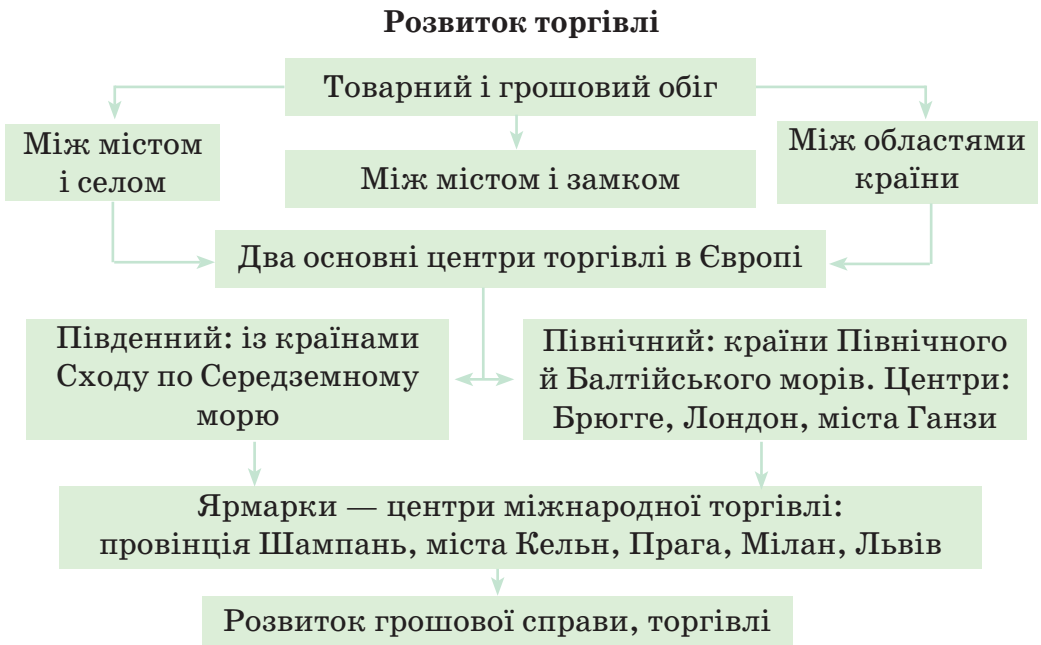 Розвиток торгівлі
Товарний і грошовий обіг
Між містом
і селом
Між містом і замком
Між областями
країни
Два основні центри торгівлі в Європі
Південний: із країнами
Сходу по Середземному
морю
Північний: країни Північного
й Балтійського морів. Центри:
Брюгге, Лондон, міста Ганзи
Ярмарки — центри міжнародної торгівлі:
провінція Шампань, міста Кельн, Прага, Мілан, Львів
Розвиток грошової справи, торгівлі